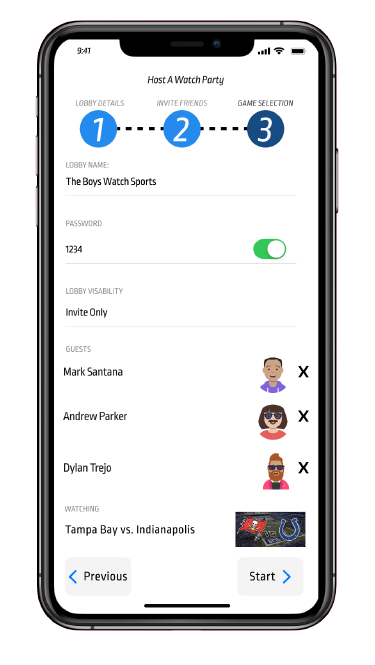 9:41
Host A Watch Party
LOBBY DETAILS INVITE FRIENDS GAME SELECTION
1 2 3
LOBBY NAME:
The Boys Watch Sports
PASSWORD
1234
LOBBY VISABILITY
Invite Only
GUESTS
Mark Santana X
Andrew Parker X
Dylan Trejo X
WATCHING
Tampa Bay vs. Indianapolis
Previous Start